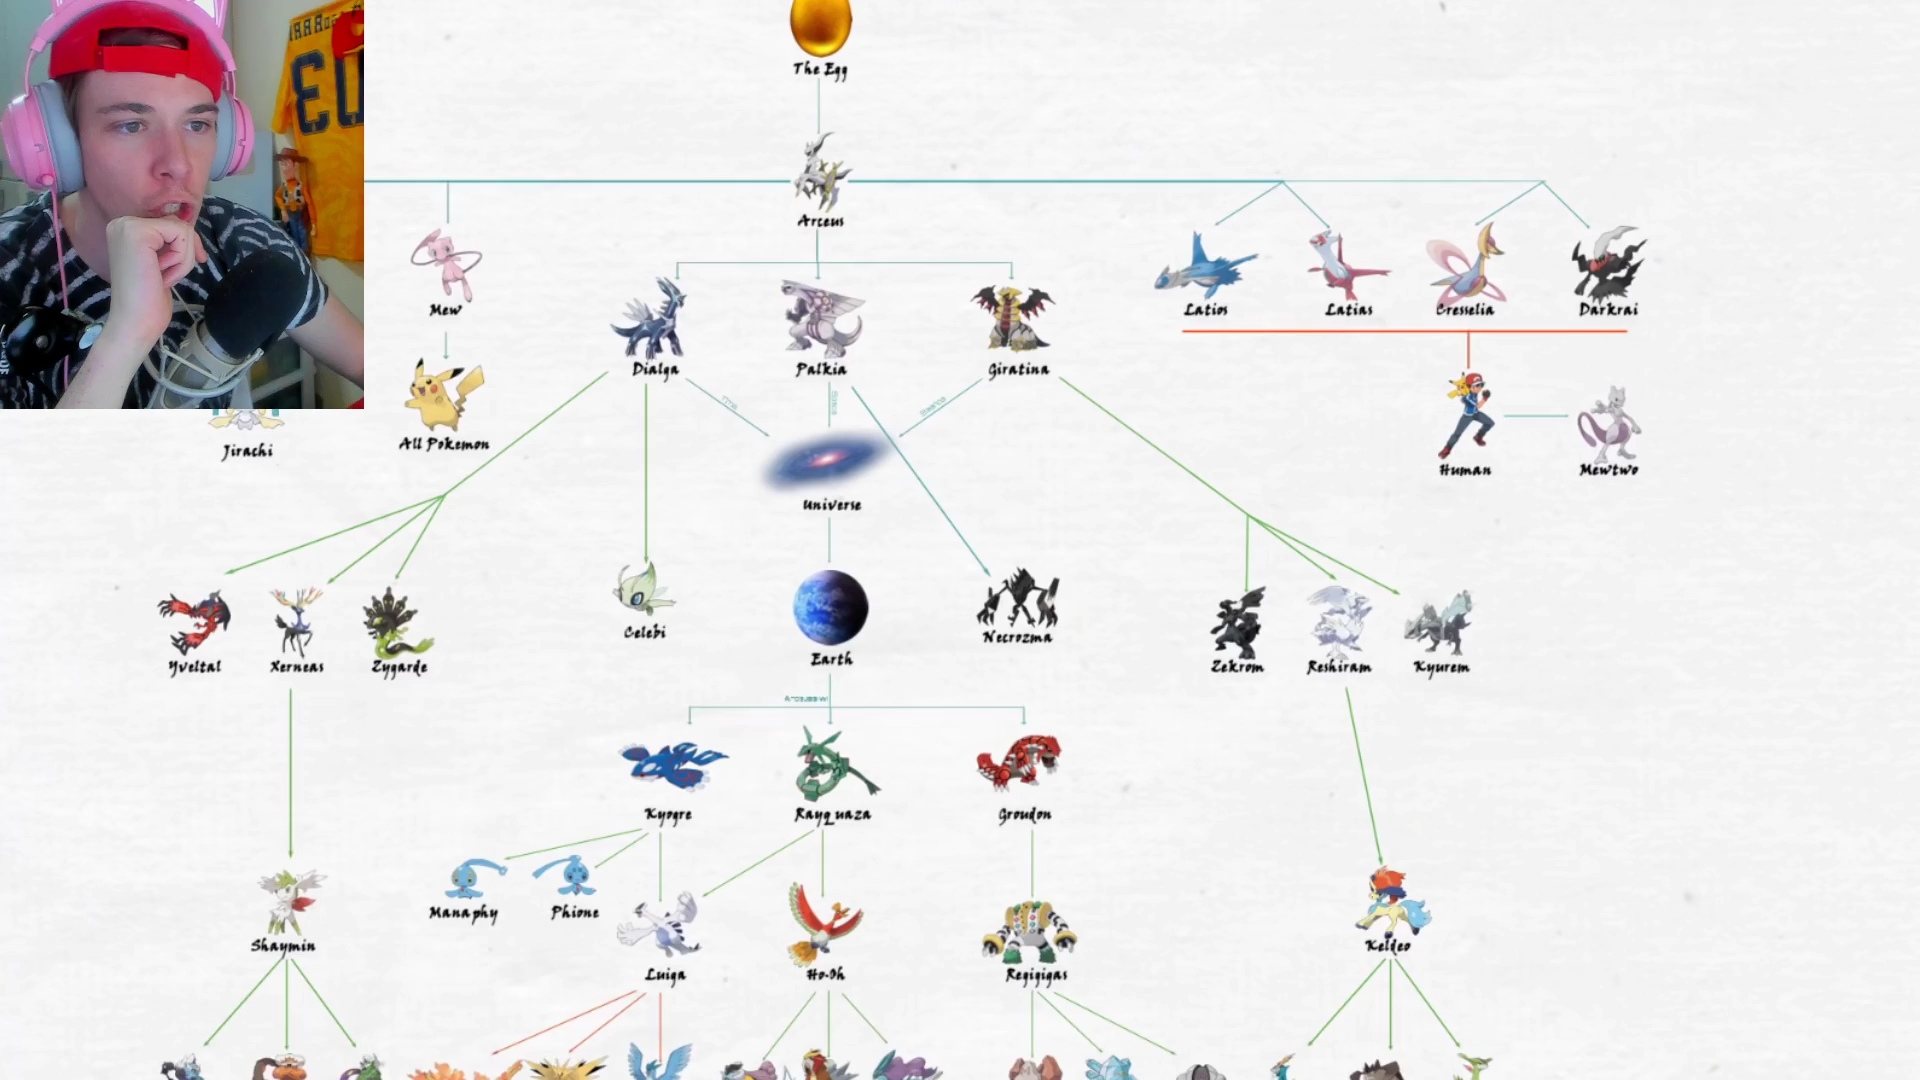 The Egg
Arceus
Mew
Latios
Latias
Cresselia
Darkrai
Dialga
Palkia
Giratina
Jirachi
All Pokemon
Human
Mewtwo
Universe
Celebi
Necrozma
Earth
Yveltal
Xerneas
Zygarde
Zekrom
Reshiram
Kyurem
Kyogre
Rayquaza
Groudon
Manaphy
Phione
Shaymin
Luiga
Ho-Oh
Regigigas
Keldeo